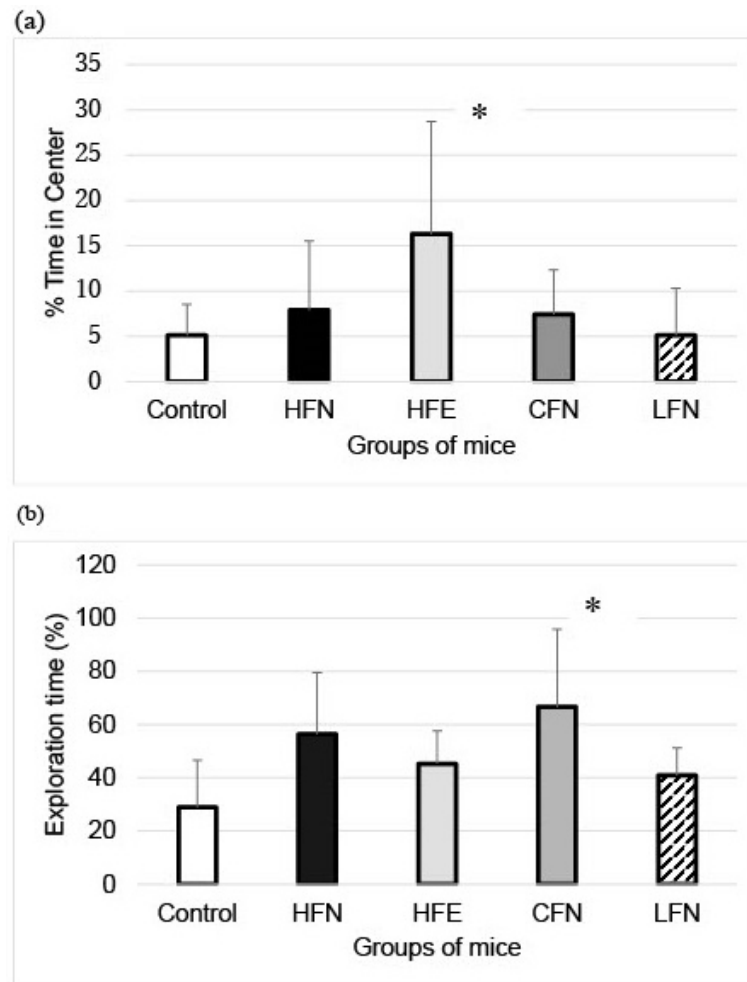 (a)
% Time in Center
35
30
25
20
15
10
5
0
*
Control HFN HFE CFN LFN
Groups of mice
(b)
Exploration time (%)
120
100
80
60
40
20
0
*
Control HFN HFE CFN LFN
Groups of mice